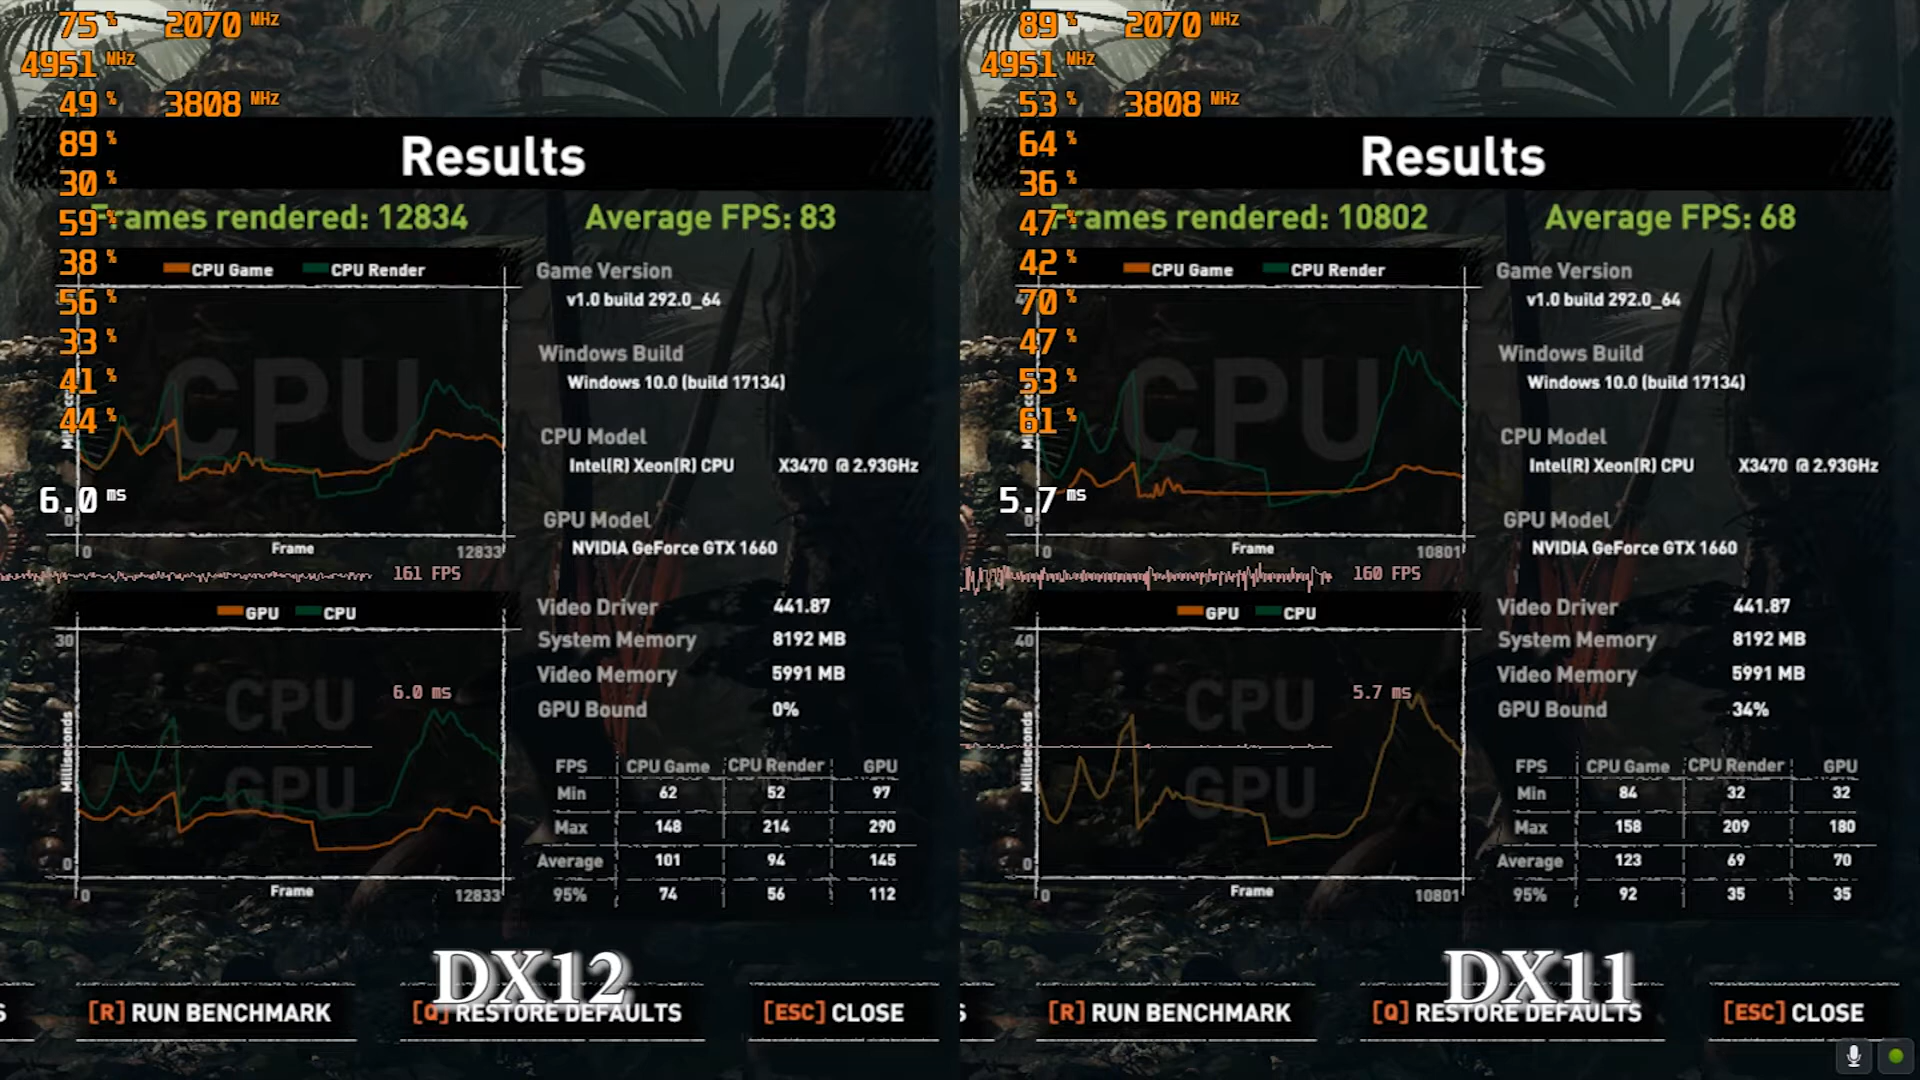 75 % 2070 MHz
4951 MHz
49 % 3808 MHz
89 %
30 %
59 %
38 %
56 %
33 %
41 %
44 %
6.0 ms
Results
Frames rendered: 12834 Average FPS: 83
CPU Game CPU Render
CPU
0
0 Frame 12833
161 FPS
GPU CPU
30
CPU
6.0 ms
GPU
Milliseconds
0
0 Frame 12833
Game Version
v1.0 build 292.0_64
Windows Build
Windows 10.0 (build 17134)
CPU Model
Intel(R) Xeon(R) CPU X3470 @ 2.93GHz
GPU Model
NVIDIA GeForce GTX 1660
Video Driver 441.87
System Memory 8192 MB
Video Memory 5991 MB
GPU Bound 0%
FPS CPU Game CPU Render GPU
Min 62 52 97
Max 148 214 290
Average 101 94 145
95% 74 56 112
DX12
S [R] RUN BENCHMARK [Q] RESTORE DEFAULTS [ESC] CLOSE
89 % 2070 MHz
4951 MHz
53 % 3808 MHz
64 %
36 %
47 %
42 %
70 %
47 %
53 %
61 %
5.7 ms
Results
Frames rendered: 10802 Average FPS: 68
CPU Game CPU Render
CPU
0
0 Frame 10801
160 FPS
GPU CPU
40
CPU
5.7 ms
GPU
Milliseconds
0
0 Frame 10801
Game Version
v1.0 build 292.0_64
Windows Build
Windows 10.0 (build 17134)
CPU Model
Intel(R) Xeon(R) CPU X3470 @ 2.93GHz
GPU Model
NVIDIA GeForce GTX 1660
Video Driver 441.87
System Memory 8192 MB
Video Memory 5991 MB
GPU Bound 34%
FPS CPU Game CPU Render GPU
Min 84 32 32
Max 158 209 180
Average 123 69 70
95% 92 35 35
DX11
S [R] RUN BENCHMARK [Q] RESTORE DEFAULTS [ESC] CLOSE